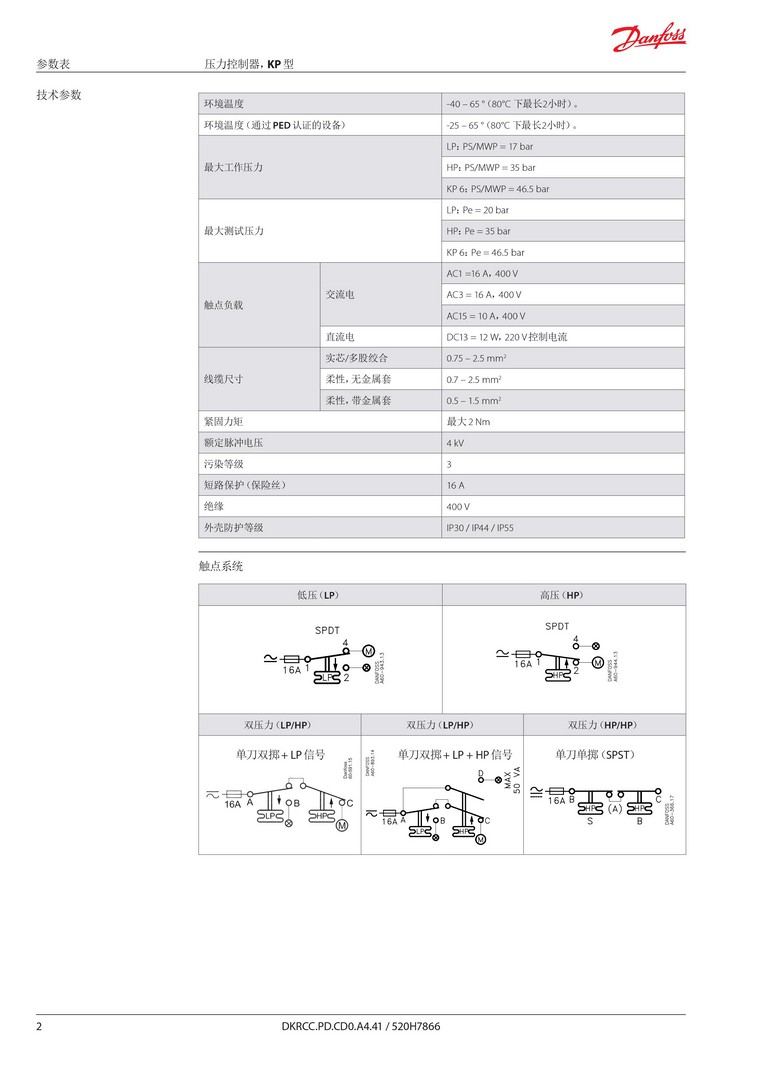 Danfoss
参数表
压力控制器，KP 型
技术参数
环境温度
-40 – 65 °（80℃ 下最长2小时）。
环境温度（通过 PED 认证的设备）
-25 – 65 °（80℃ 下最长2小时）。
最大工作压力
LP：PS/MWP = 17 bar
HP：PS/MWP = 35 bar
KP 6：PS/MWP = 46.5 bar
最大测试压力
LP：Pe = 20 bar
HP：Pe = 35 bar
KP 6：Pe = 46.5 bar
触点负载
交流电
AC1 =16 A，400 V
AC3 = 16 A，400 V
AC15 = 10 A，400 V
直流电
DC13 = 12 W，220 V 控制电流
线缆尺寸
实芯/多股绞合
0.75 – 2.5 mm²
柔性，无金属套
0.7 – 2.5 mm²
柔性，带金属套
0.5 – 1.5 mm²
紧固力矩
最大 2 Nm
额定脉冲电压
4 kV
污染等级
3
短路保护（保险丝）
16 A
绝缘
400 V
外壳防护等级
IP30 / IP44 / IP55
触点系统
低压（LP）
高压（HP）
SPDT
4
M
16A 1
LP
2
DANFOSS
A60-943.13
SPDT
4
16A 1
HP
2
M
DANFOSS
A60-944.13
双压力（LP/HP）
双压力（LP/HP）
双压力（HP/HP）
单刀双掷 + LP 信号
16A A
B
C
LP
HP
M
Danfoss
60-591.15
单刀双掷 + LP + HP 信号
DANFOSS
A60-893.14
D
MAX
50 VA
16A A
B
C
LP
HP
M
单刀单掷（SPST）
16A B
HP
(A)
HP
C
S
B
DANFOSS
A60-366.17
2
DKRCC.PD.CD0.A4.41 / 520H7866